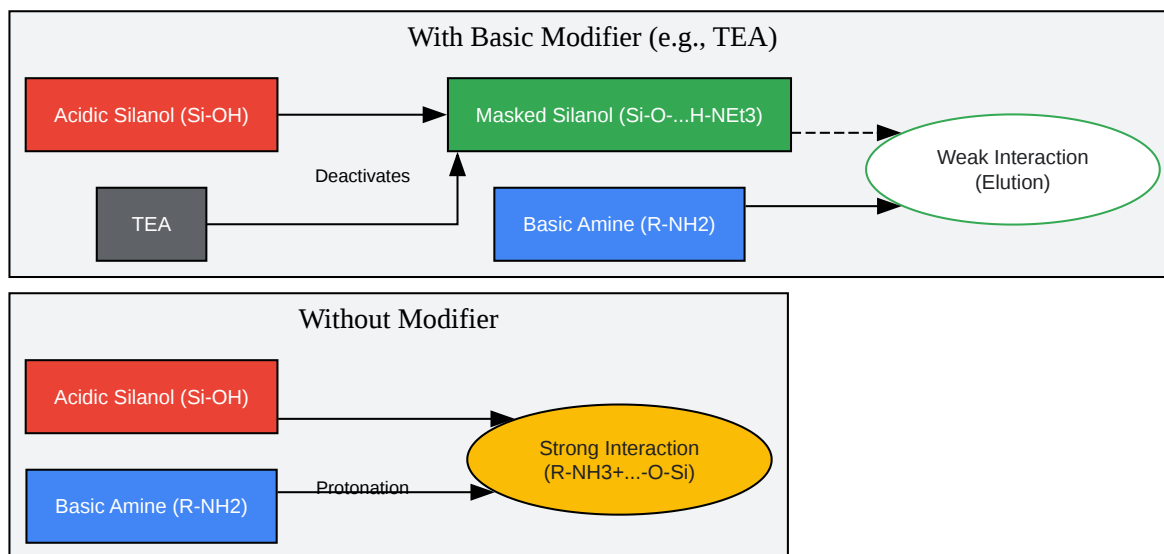 With Basic Modifier (e.g., TEA)
Acidic Silanol (Si-OH)
Masked Silanol (Si-O-...H-NEt3)
Weak Interaction
(Elution)
Deactivates
TEA
Basic Amine (R-NH2)
Without Modifier
Acidic Silanol (Si-OH)
Strong Interaction
(R-NH3+...-O-Si)
Protonation
Basic Amine (R-NH2)